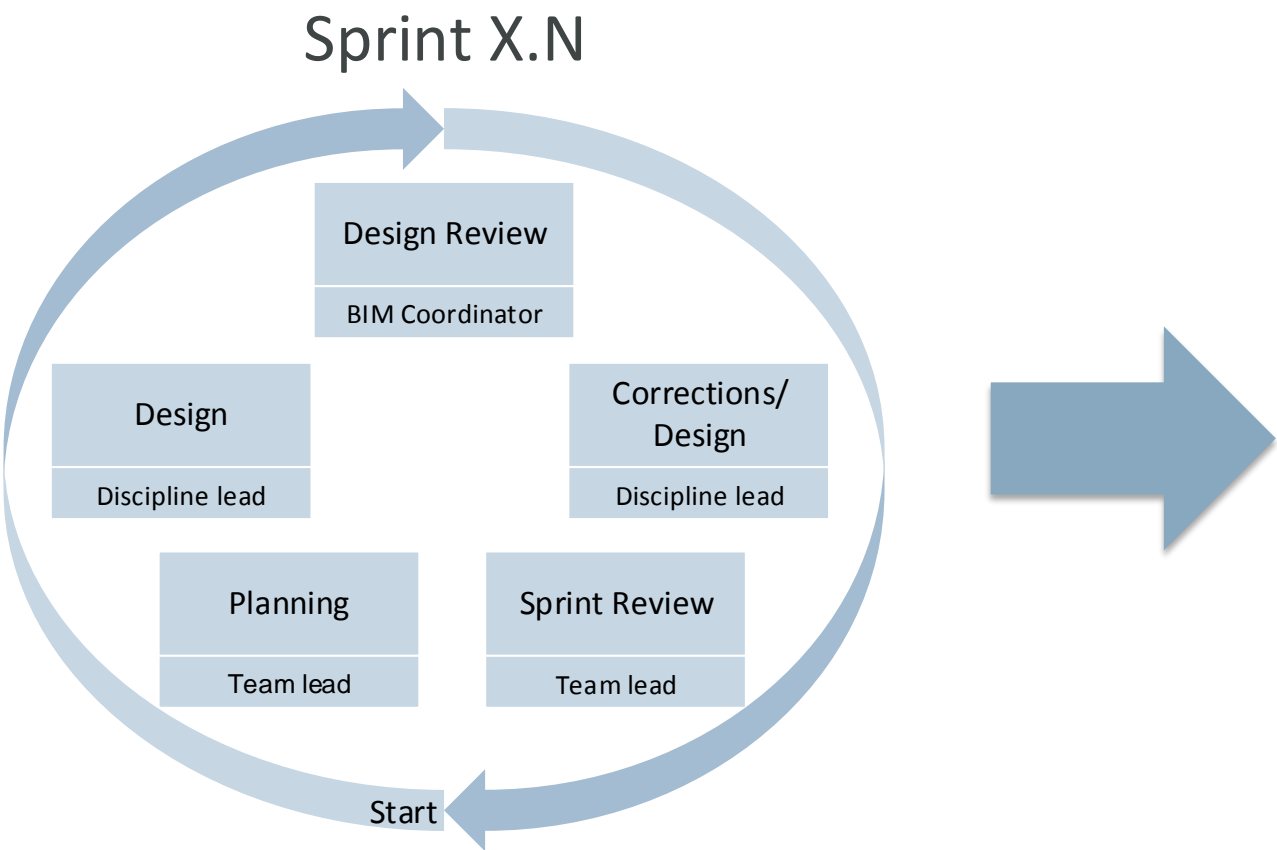 Sprint X.N
Design Review
BIM Coordinator
Design
Discipline lead
Corrections/
Design
Discipline lead
Planning
Team lead
Sprint Review
Team lead
Start